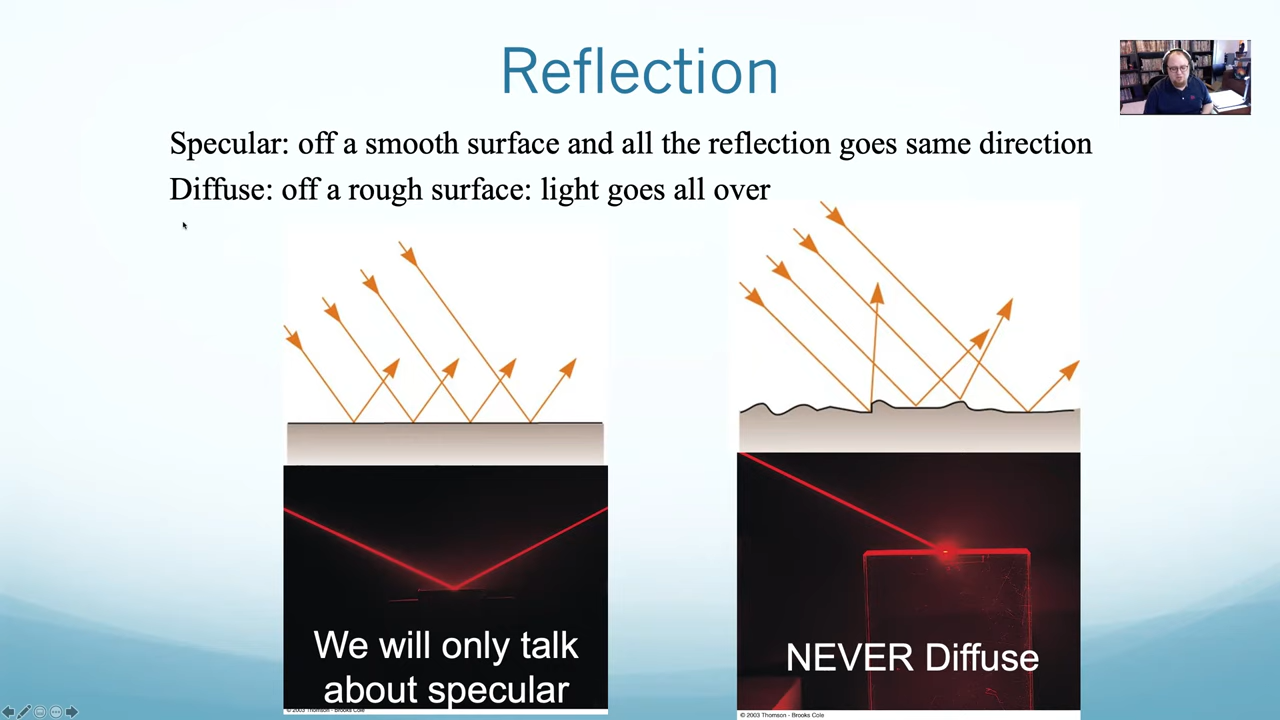 Reflection
Specular: off a smooth surface and all the reflection goes same direction
Diffuse: off a rough surface: light goes all over
We will only talk
about specular
© 2003 Thomson - Brooks Cole
NEVER Diffuse
© 2003 Thomson - Brooks Cole